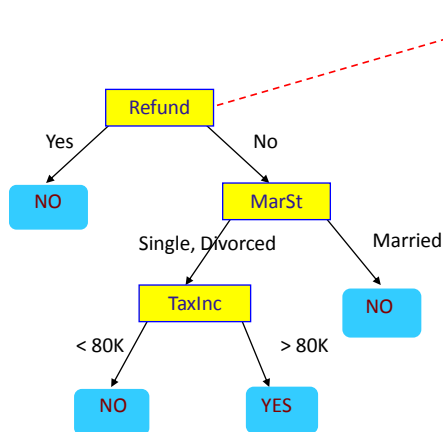 Refund
Yes
No
NO
MarSt
Single, Divorced
Married
TaxInc
NO
< 80K
> 80K
NO
YES